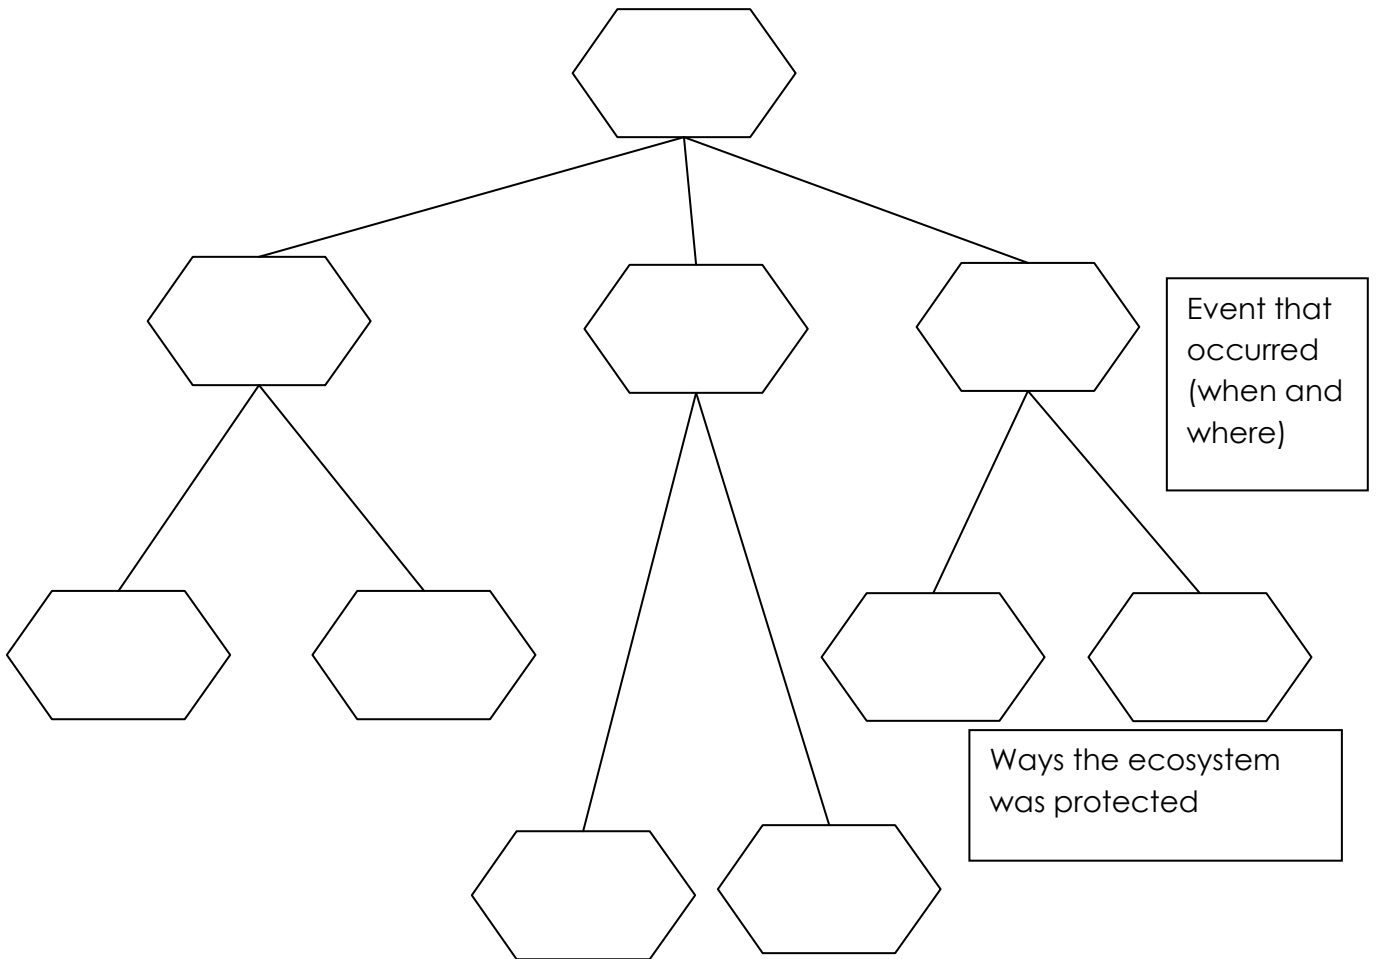 Event that
occurred
(when and
where)
Ways the ecosystem
was protected